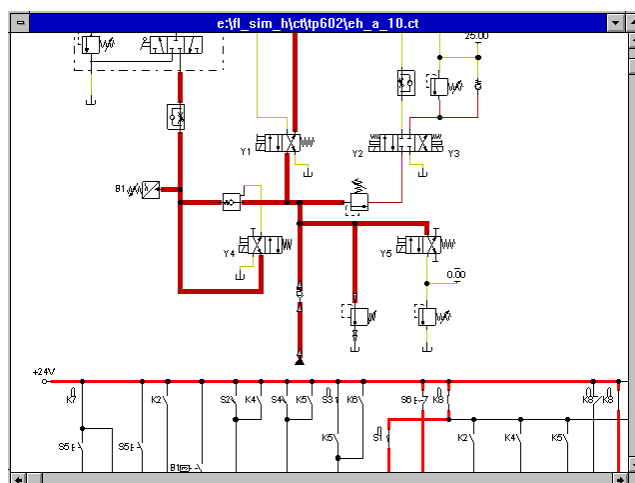 e:\fl_sim_h\ct\tp602\eh_a_10.ct
25.00
Y1
Y2
Y3
B1
Y4
Y5
0.00
+24V
K7 K2 S2 K4 S4 K5 S3 K6 S6 K8 K8 K8
S5 S5 K5 S1 K2 K4 K5
B1